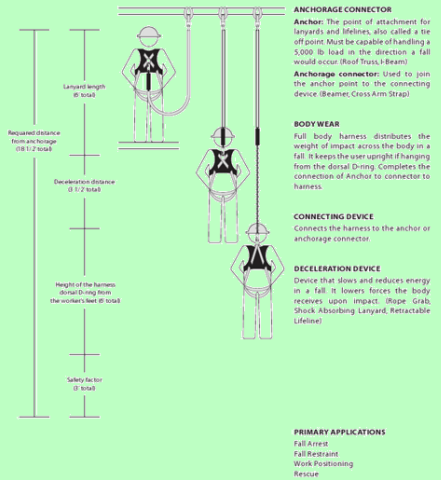 ANCHORAGE CONNECTOR
Anchor: The point of attachment for
lanyards and lifelines, also called a tie
off point. Must be capable of handling a
5,000 lb load in the direction a fall
would occur. (Roof Truss, I-Beam)
Anchorage connector: Used to join
the anchor point to the connecting
device. (Beamer, Cross Arm Strap)
BODY WEAR
Full body harness distributes the
weight of impact across the body in a
fall. It keeps the user upright if hanging
from the dorsal D-ring. Completes the
connection of Anchor to connector to
harness.
CONNECTING DEVICE
Connects the harness to the anchor or
anchorage connector.
DECELERATION DEVICE
Device that slows and reduces energy
in a fall. It lowers forces the body
receives upon impact. (Rope Grab,
Shock Absorbing Lanyard, Retractable
Lifeline)
PRIMARY APPLICATIONS
Fall Arrest
Fall Restraint
Work Positioning
Rescue
Requared distance
from anchorage
(18 1/2' total)
Lanyard length
(6' total)
Deceleration distance
(3 1/2' total)
Height of the harness
dorsal D-ring from
the worker's feet (6' total)
Safety factor
(3' total)